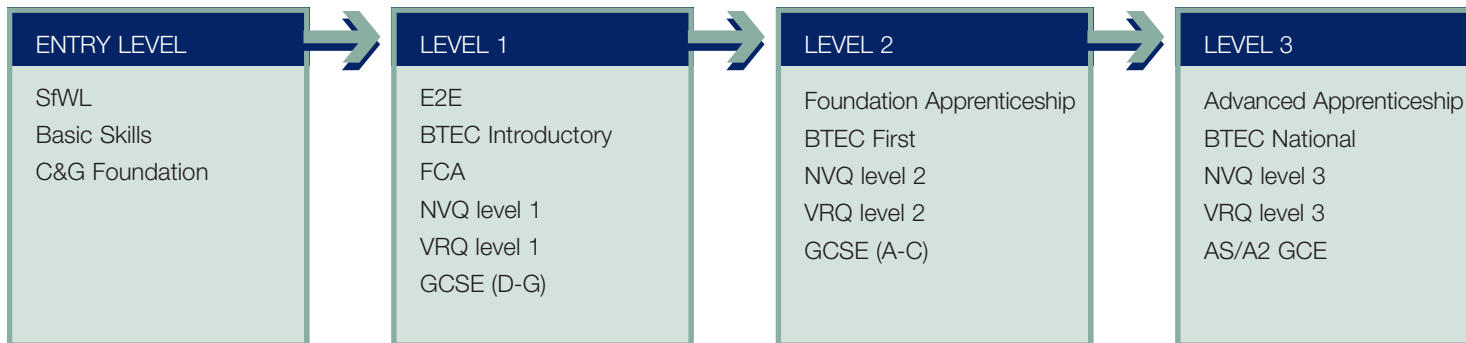 ENTRY LEVEL
SfWL
Basic Skills
C&G Foundation
LEVEL 1
E2E
BTEC Introductory
FCA
NVQ level 1
VRQ level 1
GCSE (D-G)
LEVEL 2
Foundation Apprenticeship
BTEC First
NVQ level 2
VRQ level 2
GCSE (A-C)
LEVEL 3
Advanced Apprenticeship
BTEC National
NVQ level 3
VRQ level 3
AS/A2 GCE